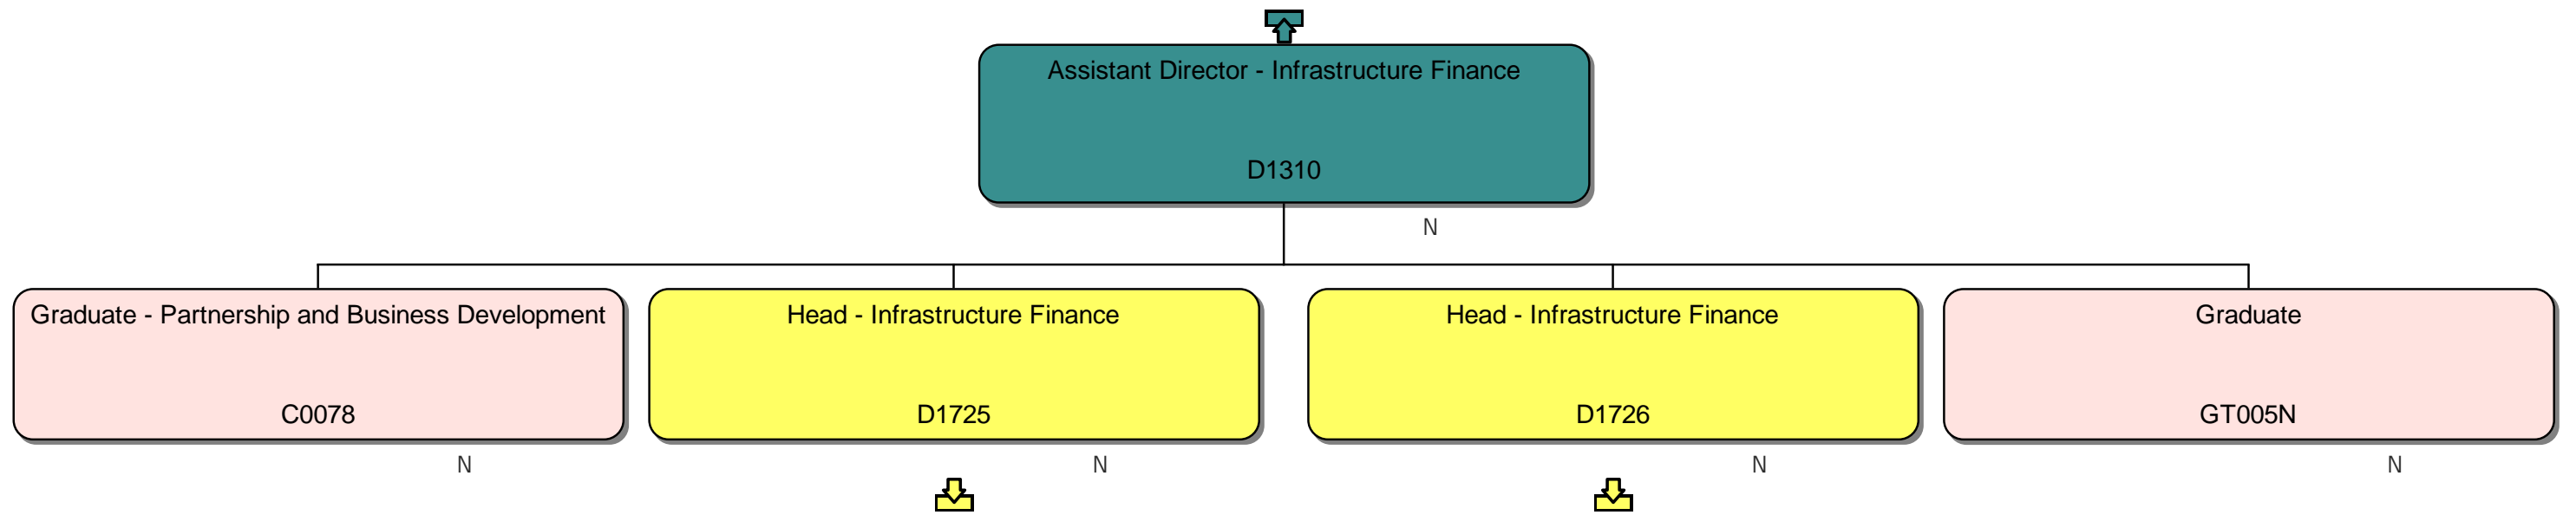 Assistant Director - Infrastructure Finance
D1310
N
Graduate - Partnership and Business Development
C0078
N
Head - Infrastructure Finance
D1725
N
Head - Infrastructure Finance
D1726
N
Graduate
GT005N
N